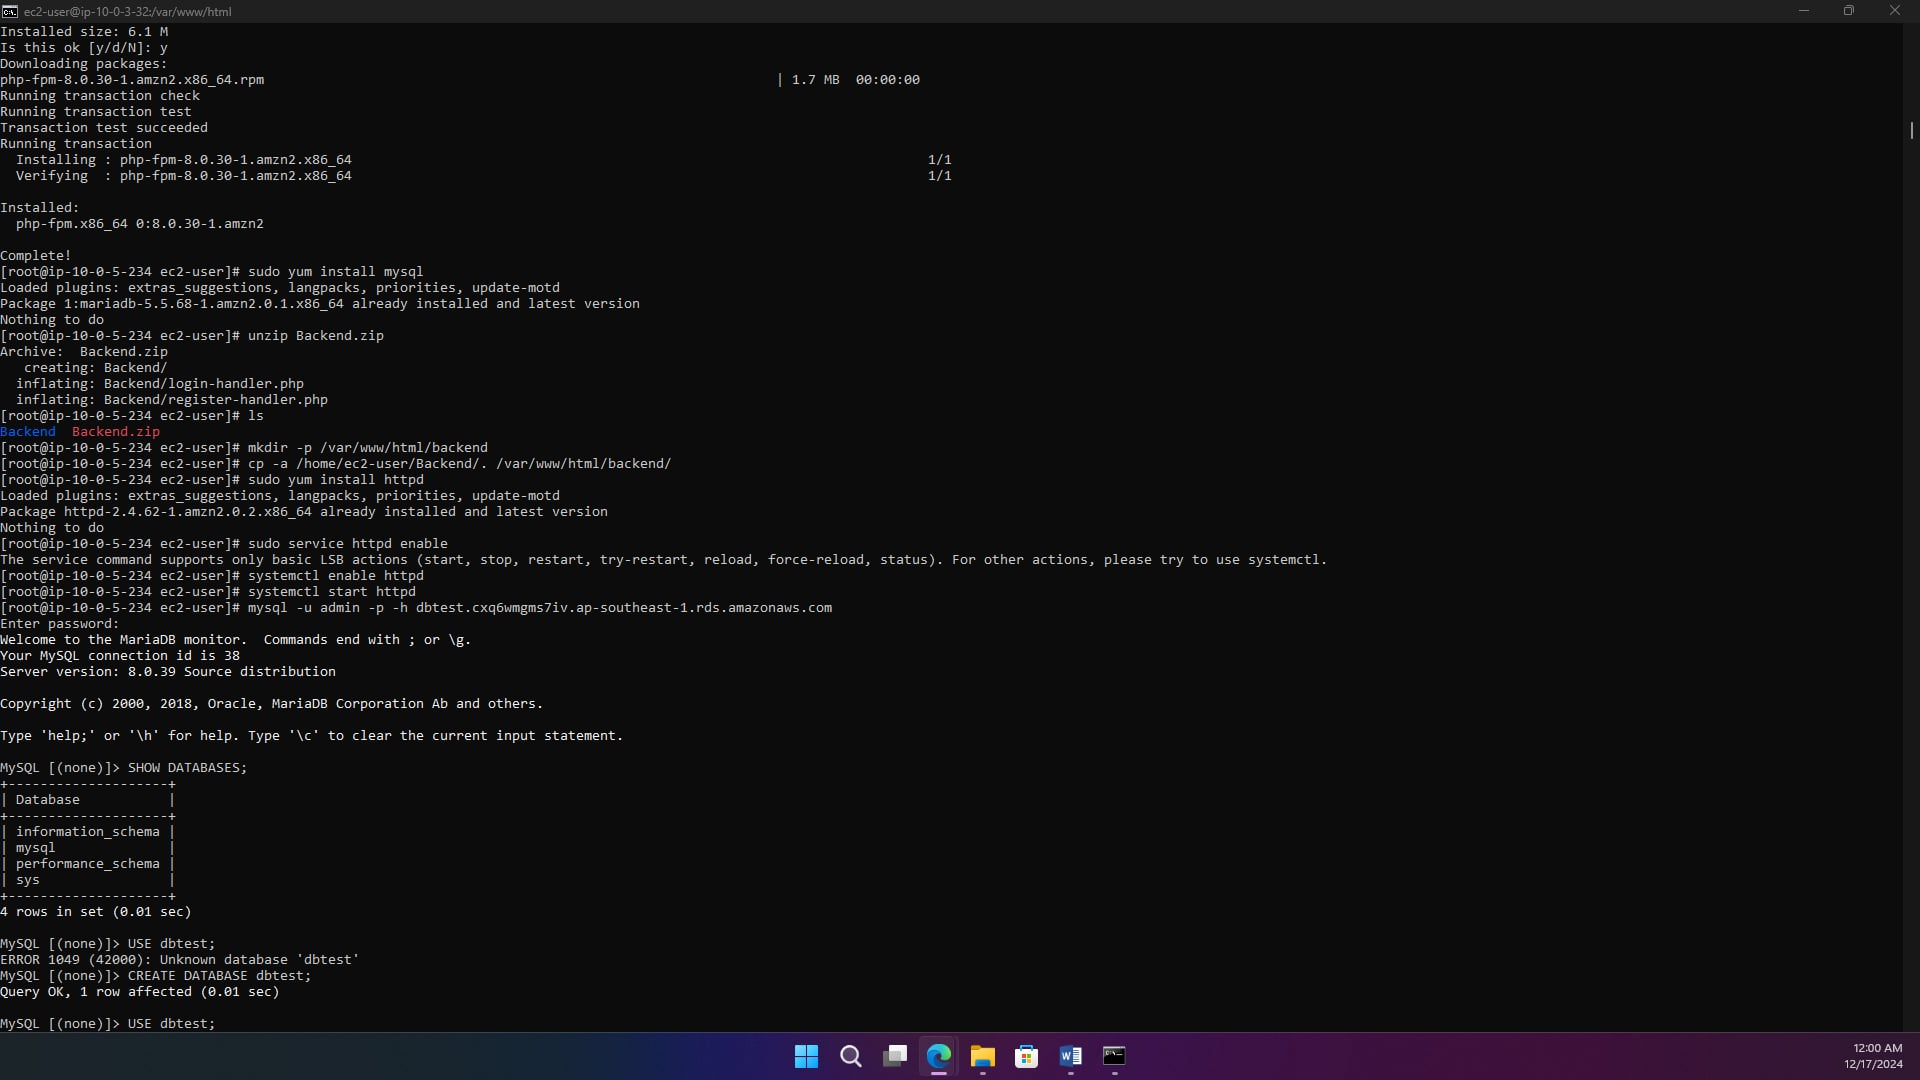 ec2-user@ip-10-0-3-32:/var/www/html
Installed size: 6.1 M
Is this ok [y/d/N]: y
Downloading packages:
php-fpm-8.0.30-1.amzn2.x86_64.rpm | 1.7 MB 00:00:00
Running transaction check
Running transaction test
Transaction test succeeded
Running transaction
Installing : php-fpm-8.0.30-1.amzn2.x86_64 1/1
Verifying : php-fpm-8.0.30-1.amzn2.x86_64 1/1
Installed:
php-fpm.x86_64 0:8.0.30-1.amzn2
Complete!
[root@ip-10-0-5-234 ec2-user]# sudo yum install mysql
Loaded plugins: extras_suggestions, langpacks, priorities, update-motd
Package 1:mariadb-5.5.68-1.amzn2.0.1.x86_64 already installed and latest version
Nothing to do
[root@ip-10-0-5-234 ec2-user]# unzip Backend.zip
Archive: Backend.zip
creating: Backend/
inflating: Backend/login-handler.php
inflating: Backend/register-handler.php
[root@ip-10-0-5-234 ec2-user]# ls
Backend Backend.zip
[root@ip-10-0-5-234 ec2-user]# mkdir -p /var/www/html/backend
[root@ip-10-0-5-234 ec2-user]# cp -a /home/ec2-user/Backend/. /var/www/html/backend/
[root@ip-10-0-5-234 ec2-user]# sudo yum install httpd
Loaded plugins: extras_suggestions, langpacks, priorities, update-motd
Package httpd-2.4.62-1.amzn2.0.2.x86_64 already installed and latest version
Nothing to do
[root@ip-10-0-5-234 ec2-user]# sudo service httpd enable
The service command supports only basic LSB actions (start, stop, restart, try-restart, reload, force-reload, status). For other actions, please try to use systemctl.
[root@ip-10-0-5-234 ec2-user]# systemctl enable httpd
[root@ip-10-0-5-234 ec2-user]# systemctl start httpd
[root@ip-10-0-5-234 ec2-user]# mysql -u admin -p -h dbtest.cxq6wmgms7iv.ap-southeast-1.rds.amazonaws.com
Enter password:
Welcome to the MariaDB monitor. Commands end with ; or \g.
Your MySQL connection id is 38
Server version: 8.0.39 Source distribution
Copyright (c) 2000, 2018, Oracle, MariaDB Corporation Ab and others.
Type 'help;' or '\h' for help. Type '\c' to clear the current input statement.
MySQL [(none)]> SHOW DATABASES;
+--------------------+
| Database |
+--------------------+
| information_schema |
| mysql |
| performance_schema |
| sys |
+--------------------+
4 rows in set (0.01 sec)
MySQL [(none)]> USE dbtest;
ERROR 1049 (42000): Unknown database 'dbtest'
MySQL [(none)]> CREATE DATABASE dbtest;
Query OK, 1 row affected (0.01 sec)
MySQL [(none)]> USE dbtest;
12:00 AM
12/17/2024